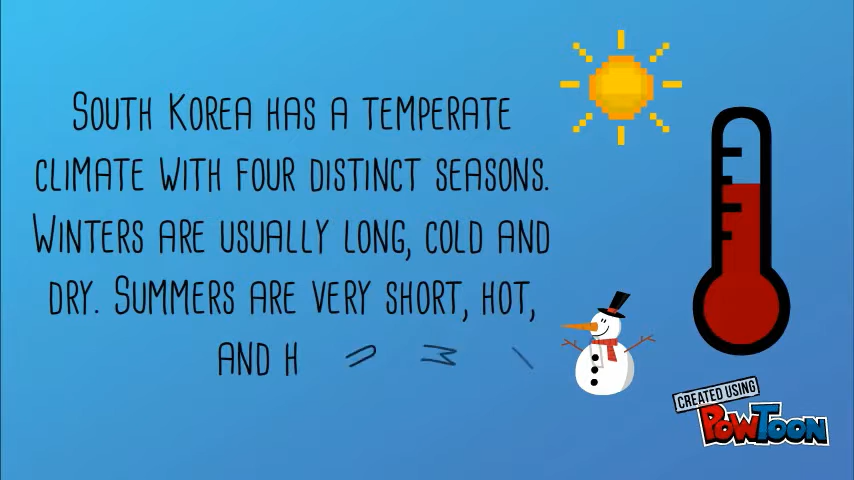 South Korea has a temperate
climate with four distinct seasons.
Winters are usually long, cold and
dry. Summers are very short, hot,
and h
CREATED USING
POWTOON